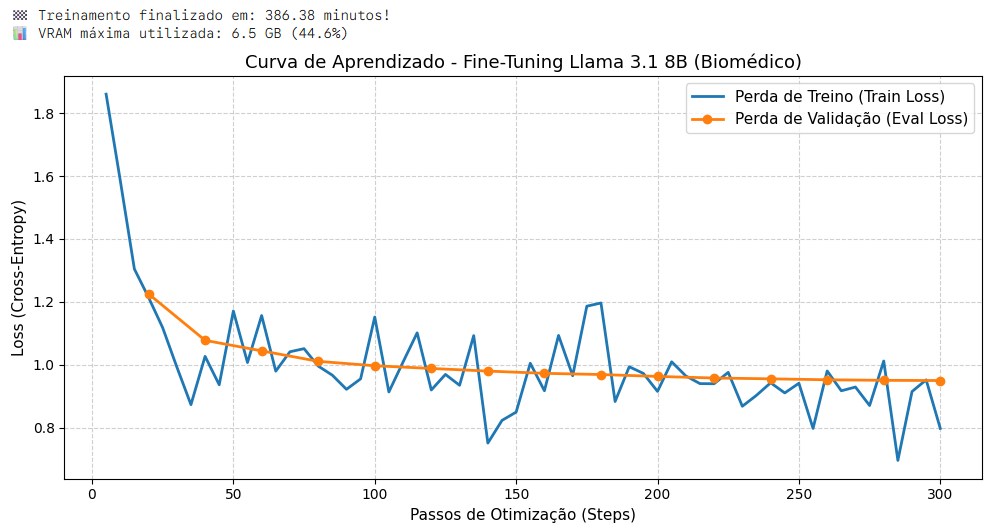 Treinamento finalizado em: 386.38 minutos!
VRAM máxima utilizada: 6.5 GB (44.6%)
Curva de Aprendizado - Fine-Tuning Llama 3.1 8B (Biomédico)
Perda de Treino (Train Loss)
Perda de Validação (Eval Loss)
Loss (Cross-Entropy)
1.8
1.6
1.4
1.2
1.0
0.8
0 50 100 150 200 250 300
Passos de Otimização (Steps)